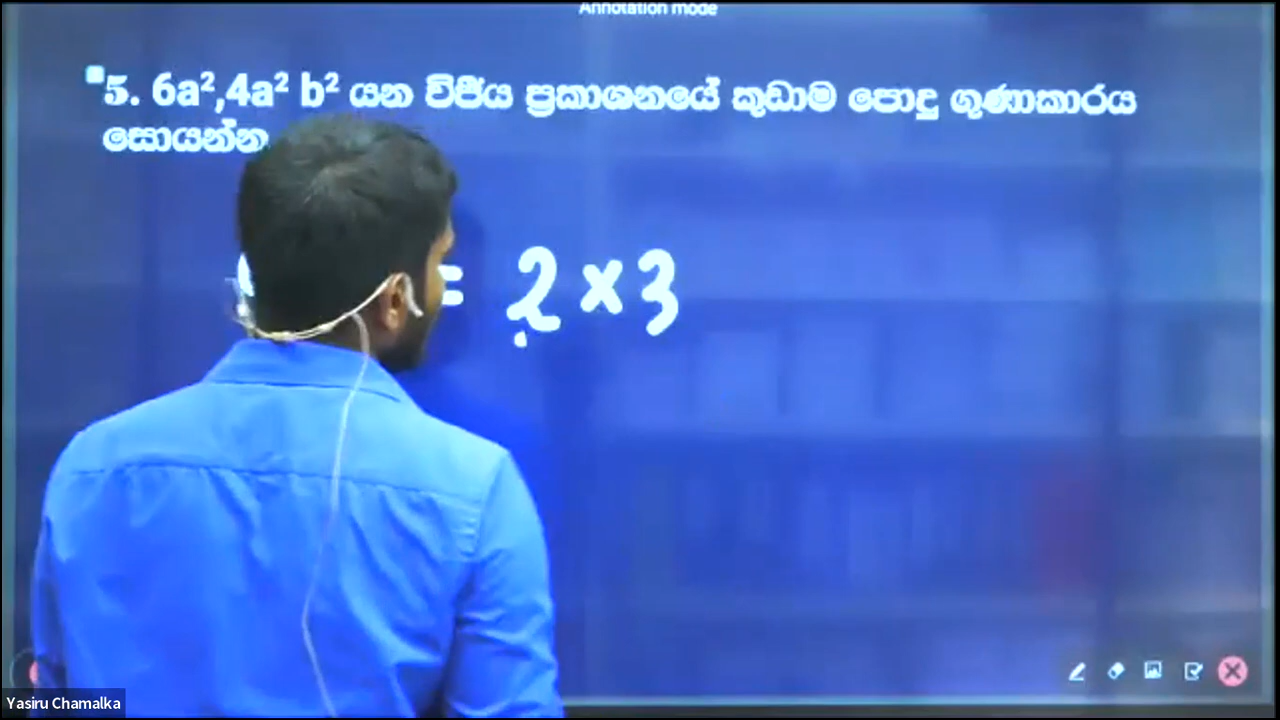 Annotation mode
5. 6a²,4a² b² යන වීජීය ප්‍රකාශනයේ කුඩාම පොදු ගුණාකාරය
සොයන්න
= 2 × 3
Yasiru Chamalka